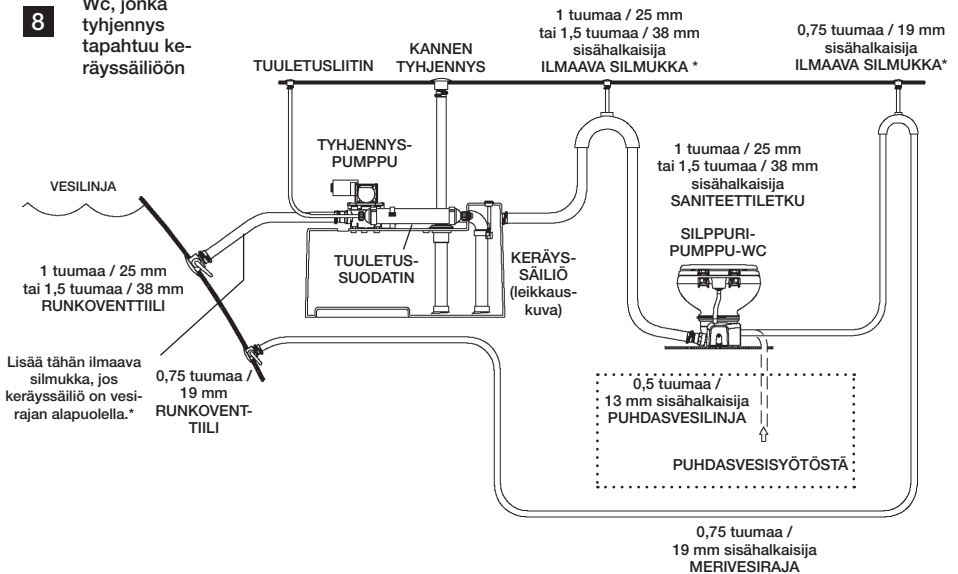 8
Wc, jonka
tyhjennys
tapahtuu ke-
räyssäiliöön
TUULETUSLIITIN
KANNEN
TYHJENNYS
1 tuumaa / 25 mm
tai 1,5 tuumaa / 38 mm
sisähalkaisija
ILMAAVA SILMUKKA *
0,75 tuumaa / 19 mm
sisähalkaisija
ILMAAVA SILMUKKA*
TYHJENNYS-
PUMPPU
1 tuumaa / 25 mm
tai 1,5 tuumaa / 38 mm
sisähalkaisija
SANITEETTILETKU
VESILINJA
SILPPURI-
PUMPPU-WC
TUULETUS-
SUODATIN
KERÄYS-
SÄILIÖ
(leikkaus-
kuva)
1 tuumaa / 25 mm
tai 1,5 tuumaa / 38 mm
RUNKOVENTTIILI
Lisää tähän ilmaava
silmukka, jos
keräyssäiliö on vesi-
rajan alapuolella.*
0,75 tuumaa /
19 mm
RUNKOVENT-
TIILI
0,5 tuumaa /
13 mm sisähalkaisija
PUHDASVESILINJA
PUHDASVESISYÖTÖSTÄ
0,75 tuumaa /
19 mm sisähalkaisija
MERIVESIRAJA